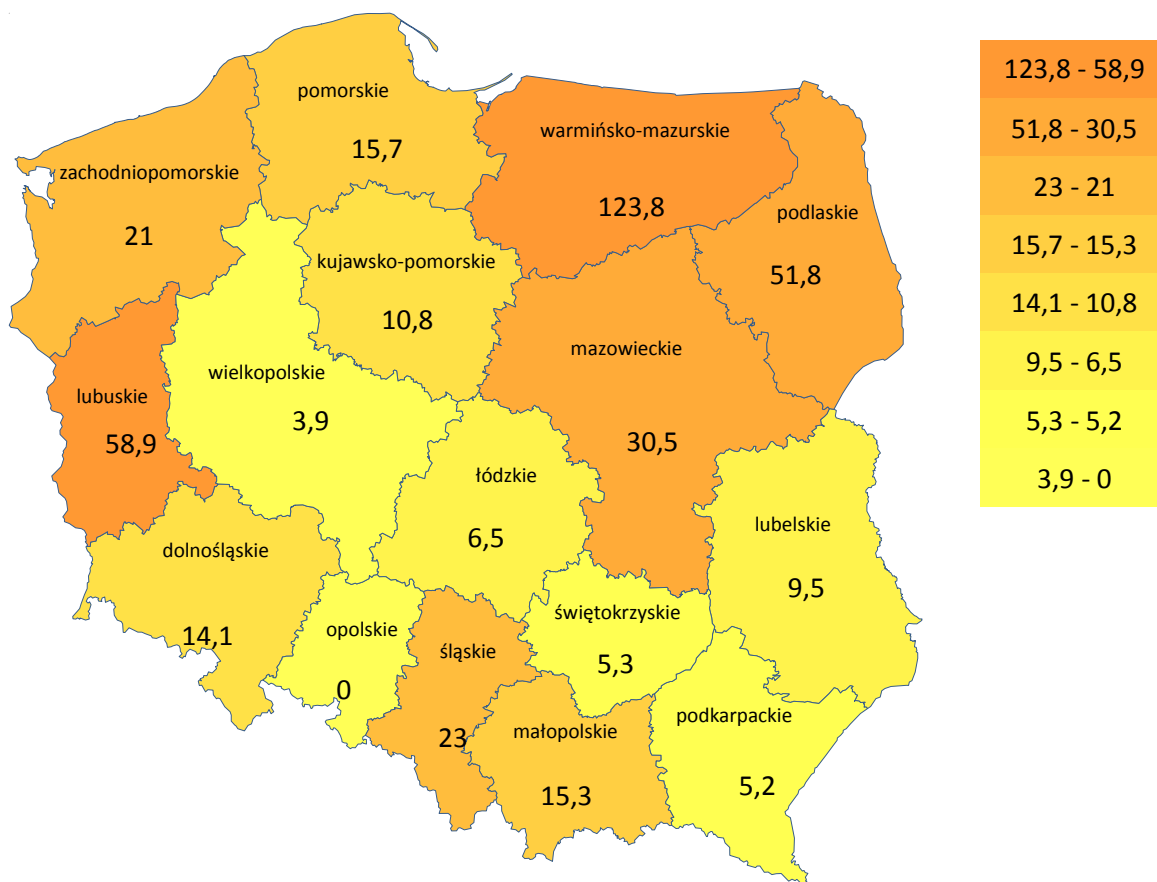 pomorskie
15,7
warmińsko-mazurskie
123,8
zachodniopomorskie
21
podlaskie
51,8
kujawsko-pomorskie
10,8
mazowieckie
30,5
wielkopolskie
3,9
lubuskie
58,9
łódzkie
6,5
lubelskie
9,5
dolnośląskie
14,1
opolskie
0
śląskie
23
świętokrzyskie
5,3
małopolskie
15,3
podkarpackie
5,2
123,8 - 58,9
51,8 - 30,5
23 - 21
15,7 - 15,3
14,1 - 10,8
9,5 - 6,5
5,3 - 5,2
3,9 - 0